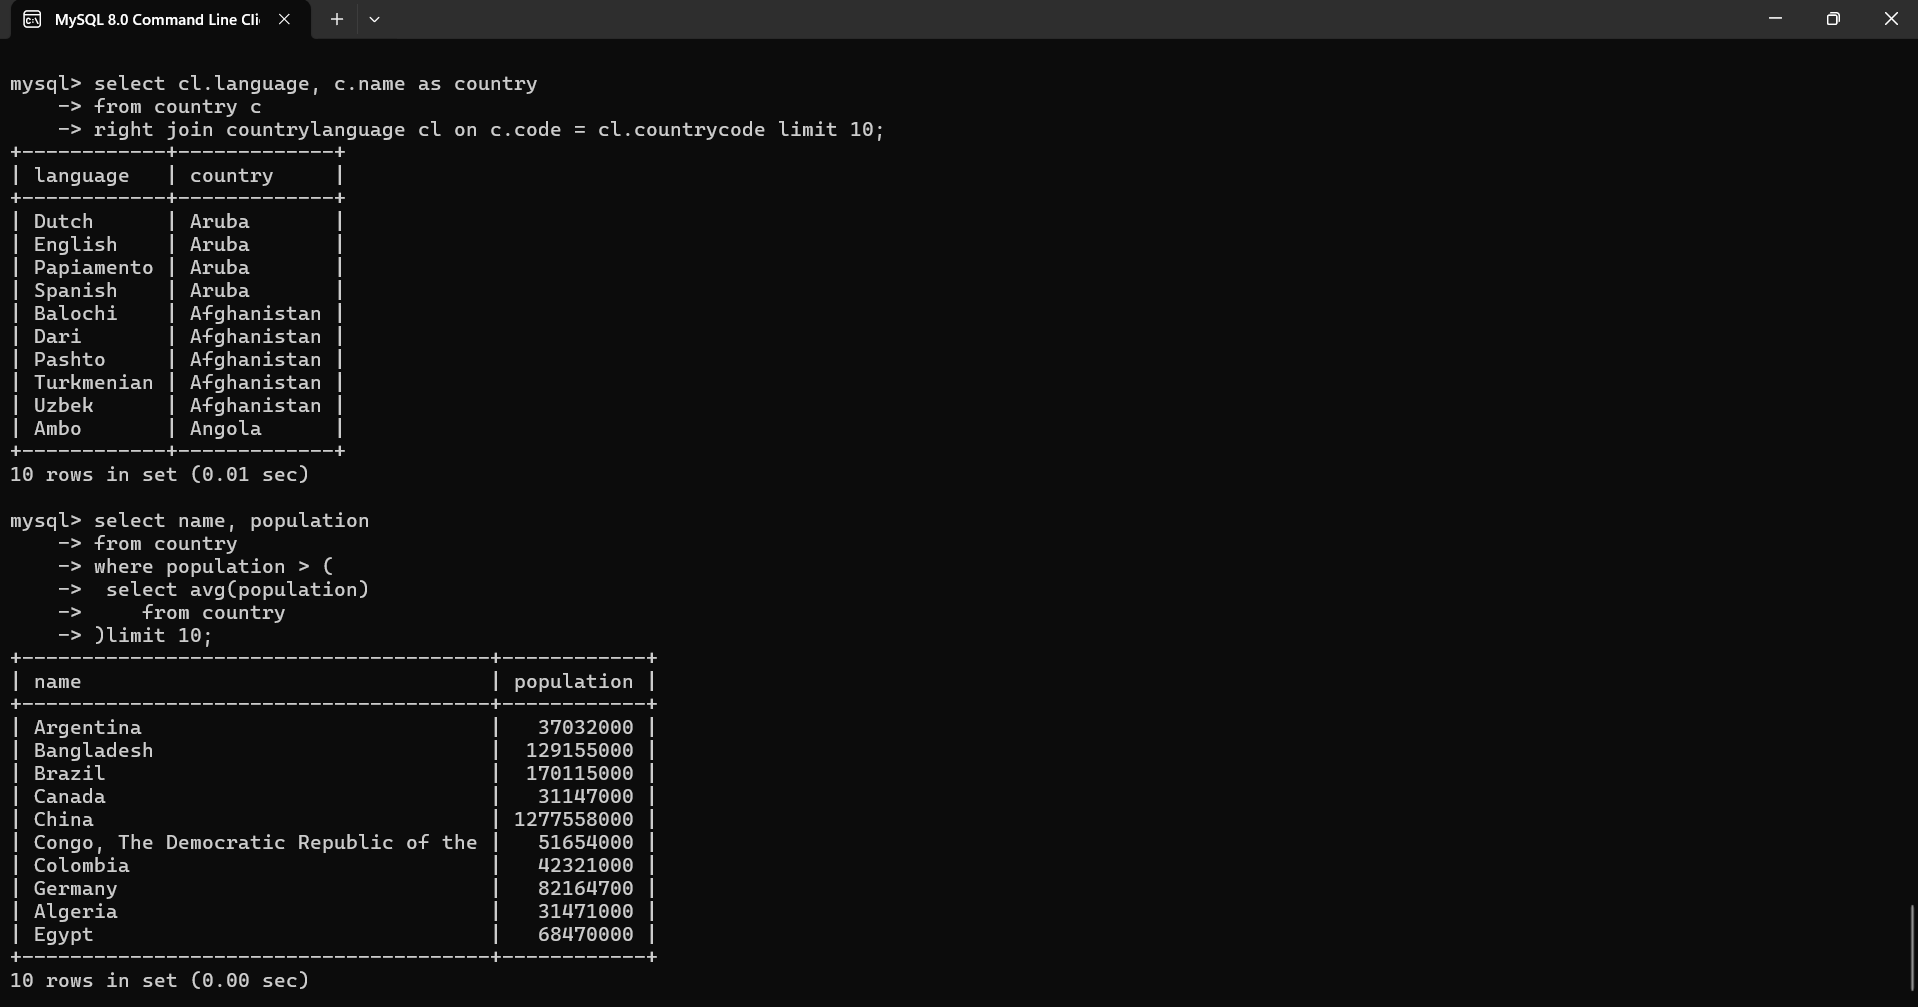 MySQL 8.0 Command Line Cli
mysql> select cl.language, c.name as country
    -> from country c
    -> right join countrylanguage cl on c.code = cl.countrycode limit 10;
+------------+-------------+
| language   | country     |
+------------+-------------+
| Dutch      | Aruba       |
| English    | Aruba       |
| Papiamento | Aruba       |
| Spanish    | Aruba       |
| Balochi    | Afghanistan |
| Dari       | Afghanistan |
| Pashto     | Afghanistan |
| Turkmenian | Afghanistan |
| Uzbek      | Afghanistan |
| Ambo       | Angola      |
+------------+-------------+
10 rows in set (0.01 sec)
mysql> select name, population
    -> from country
    -> where population > (
    ->  select avg(population)
    ->     from country
    -> )limit 10;
+---------------------------------------+------------+
| name                                  | population |
+---------------------------------------+------------+
| Argentina                             |   37032000 |
| Bangladesh                            |  129155000 |
| Brazil                                |  170115000 |
| Canada                                |   31147000 |
| China                                 | 1277558000 |
| Congo, The Democratic Republic of the |   51654000 |
| Colombia                              |   42321000 |
| Germany                               |   82164700 |
| Algeria                               |   31471000 |
| Egypt                                 |   68470000 |
+---------------------------------------+------------+
10 rows in set (0.00 sec)